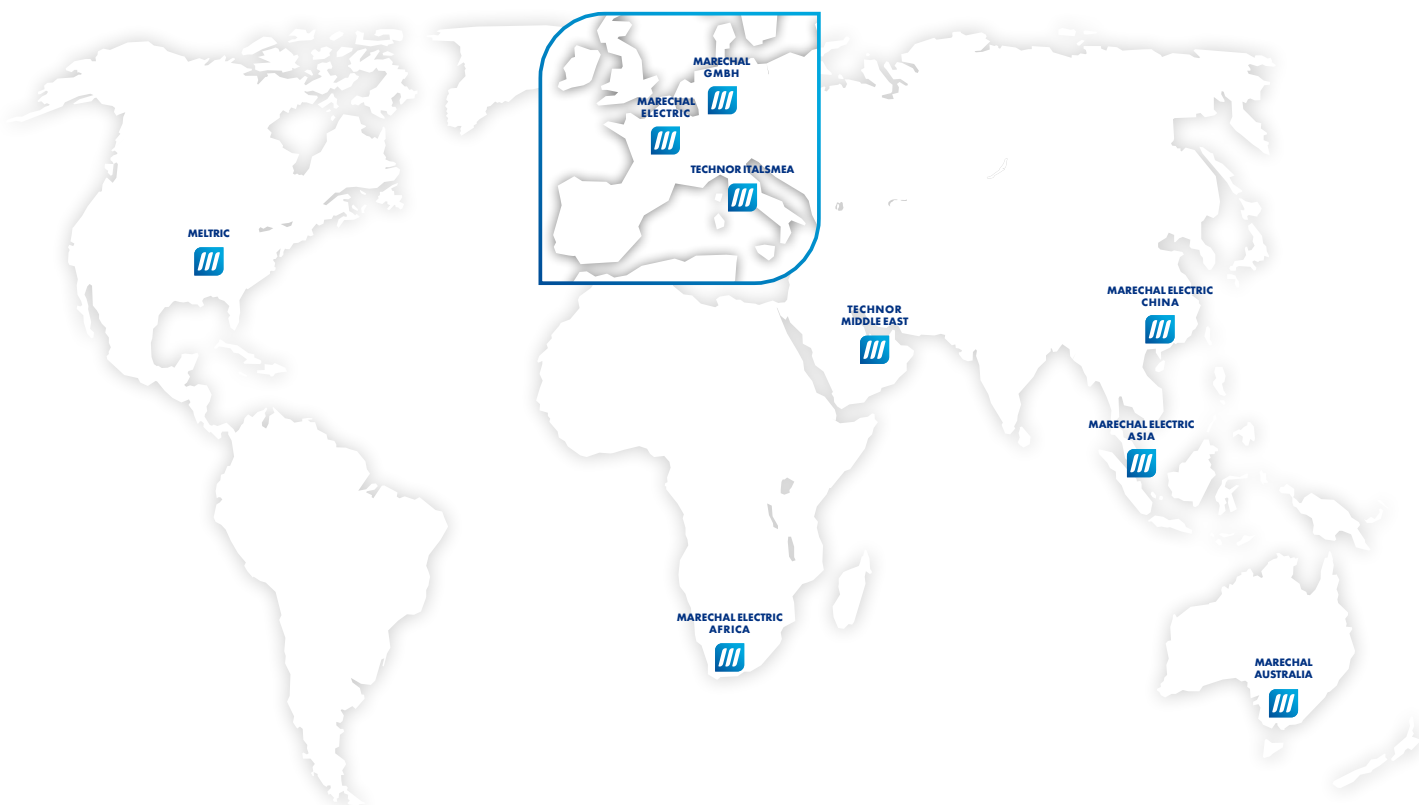 MARECHAL
GMBH
MARECHAL
ELECTRIC
TECHNOR ITALSMEA
MELTRIC
MARECHAL ELECTRIC
CHINA
TECHNOR
MIDDLE EAST
MARECHAL ELECTRIC
ASIA
MARECHAL ELECTRIC
AFRICA
MARECHAL
AUSTRALIA